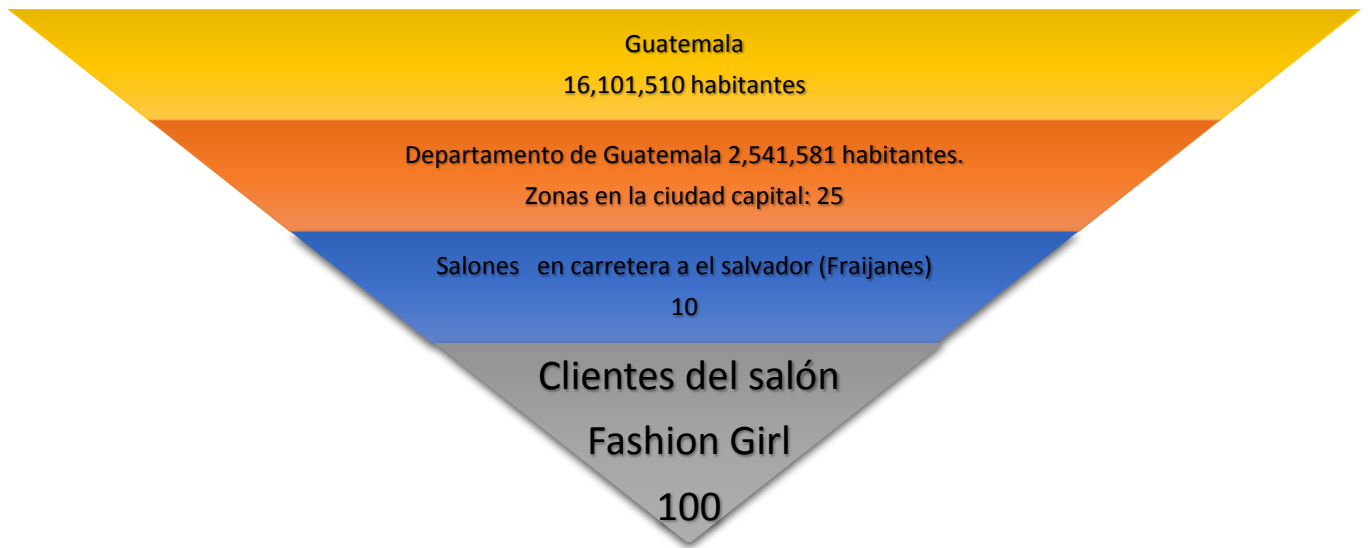 Guatemala
16,101,510 habitantes
Departamento de Guatemala 2,541,581 habitantes.
Zonas en la ciudad capital: 25
Salones   en carretera a el salvador (Fraijanes)
10
Clientes del salón
Fashion Girl
100